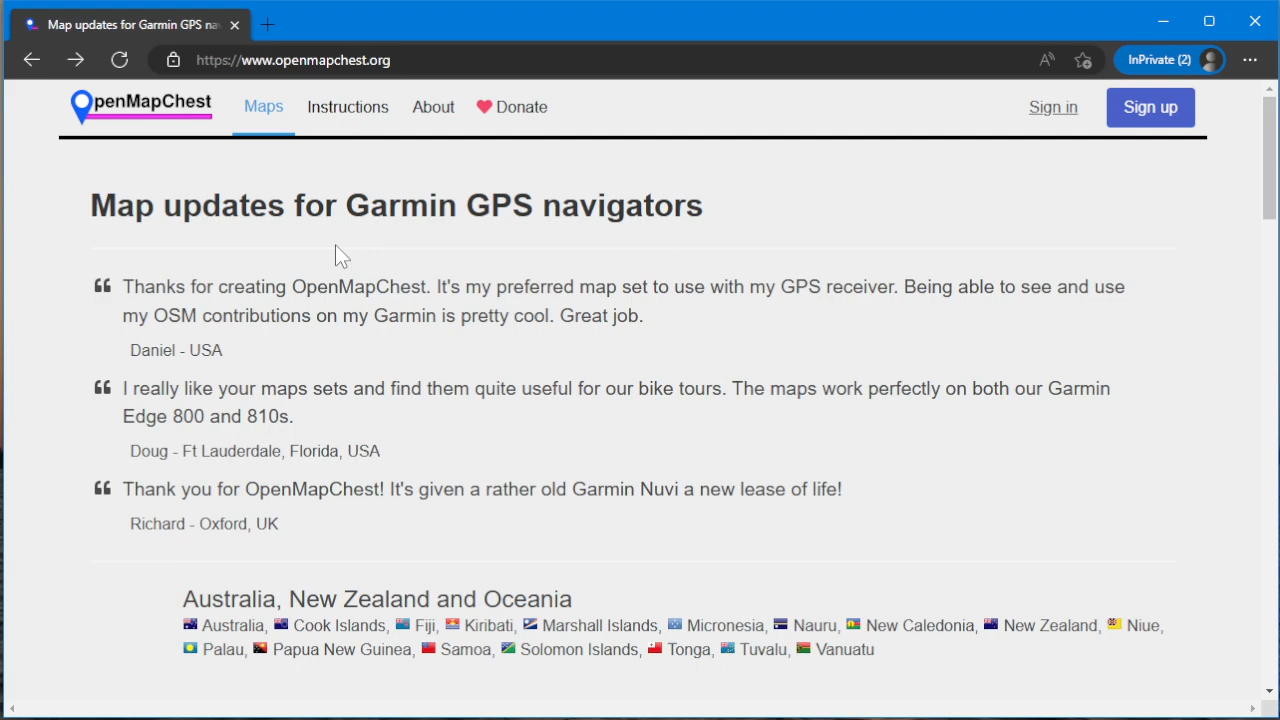 Map updates for Garmin GPS na
https://www.openmapchest.org
InPrivate (2)
penMapChest
Maps
Instructions
About
Donate
Sign in
Sign up
Map updates for Garmin GPS navigators
“ Thanks for creating OpenMapChest. It's my preferred map set to use with my GPS receiver. Being able to see and use
my OSM contributions on my Garmin is pretty cool. Great job.
Daniel - USA
“ I really like your maps sets and find them quite useful for our bike tours. The maps work perfectly on both our Garmin
Edge 800 and 810s.
Doug - Ft Lauderdale, Florida, USA
“ Thank you for OpenMapChest! It's given a rather old Garmin Nuvi a new lease of life!
Richard - Oxford, UK
Australia, New Zealand and Oceania
Australia, Cook Islands, Fiji, Kiribati, Marshall Islands, Micronesia, Nauru, New Caledonia, New Zealand, Niue,
Palau, Papua New Guinea, Samoa, Solomon Islands, Tonga, Tuvalu, Vanuatu